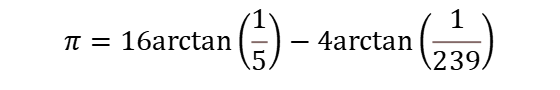 π = 16arctan(1/5) − 4arctan(1/239)